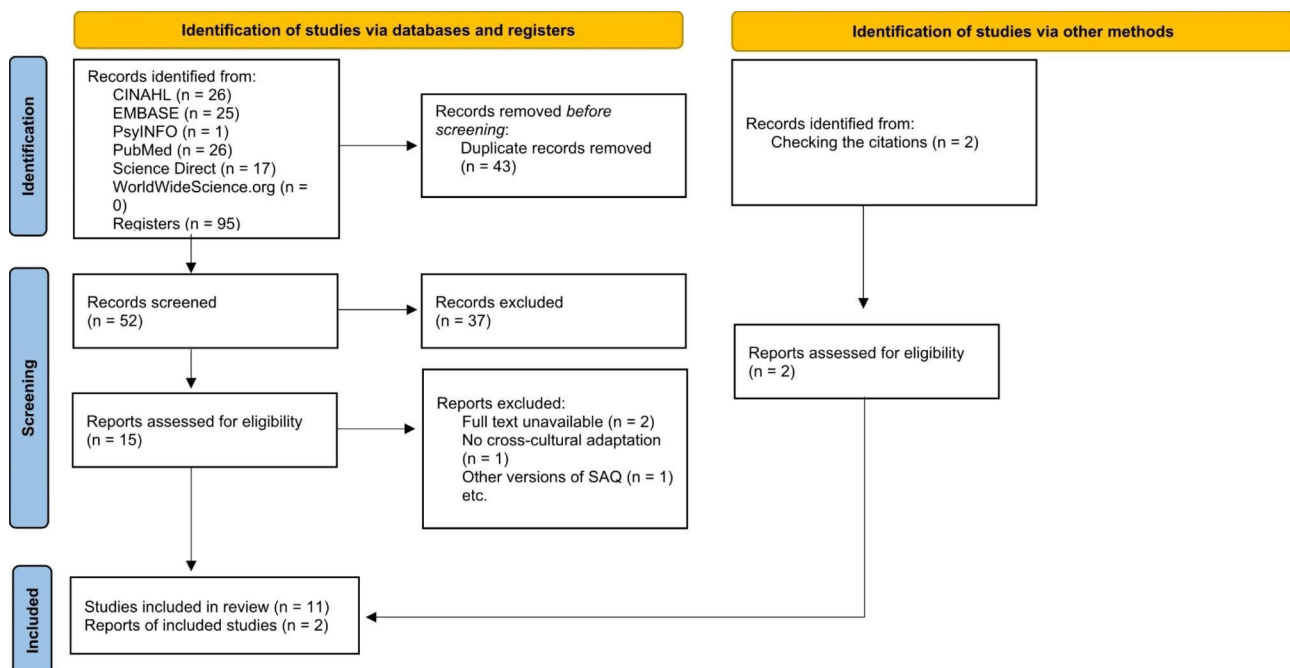 Identification of studies via databases and registers
Identification of studies via other methods
Identification
Records identified from:
CINAHL (n = 26)
EMBASE (n = 25)
PsyINFO (n = 1)
PubMed (n = 26)
Science Direct (n = 17)
WorldWideScience.org (n =
0)
Registers (n = 95)
Records removed before
screening:
Duplicate records removed
(n = 43)
Records identified from:
Checking the citations (n = 2)
Screening
Records screened
(n = 52)
Records excluded
(n = 37)
Reports assessed for eligibility
(n = 2)
Reports assessed for eligibility
(n = 15)
Reports excluded:
Full text unavailable (n = 2)
No cross-cultural adaptation
(n = 1)
Other versions of SAQ (n = 1)
etc.
Included
Studies included in review (n = 11)
Reports of included studies (n = 2)